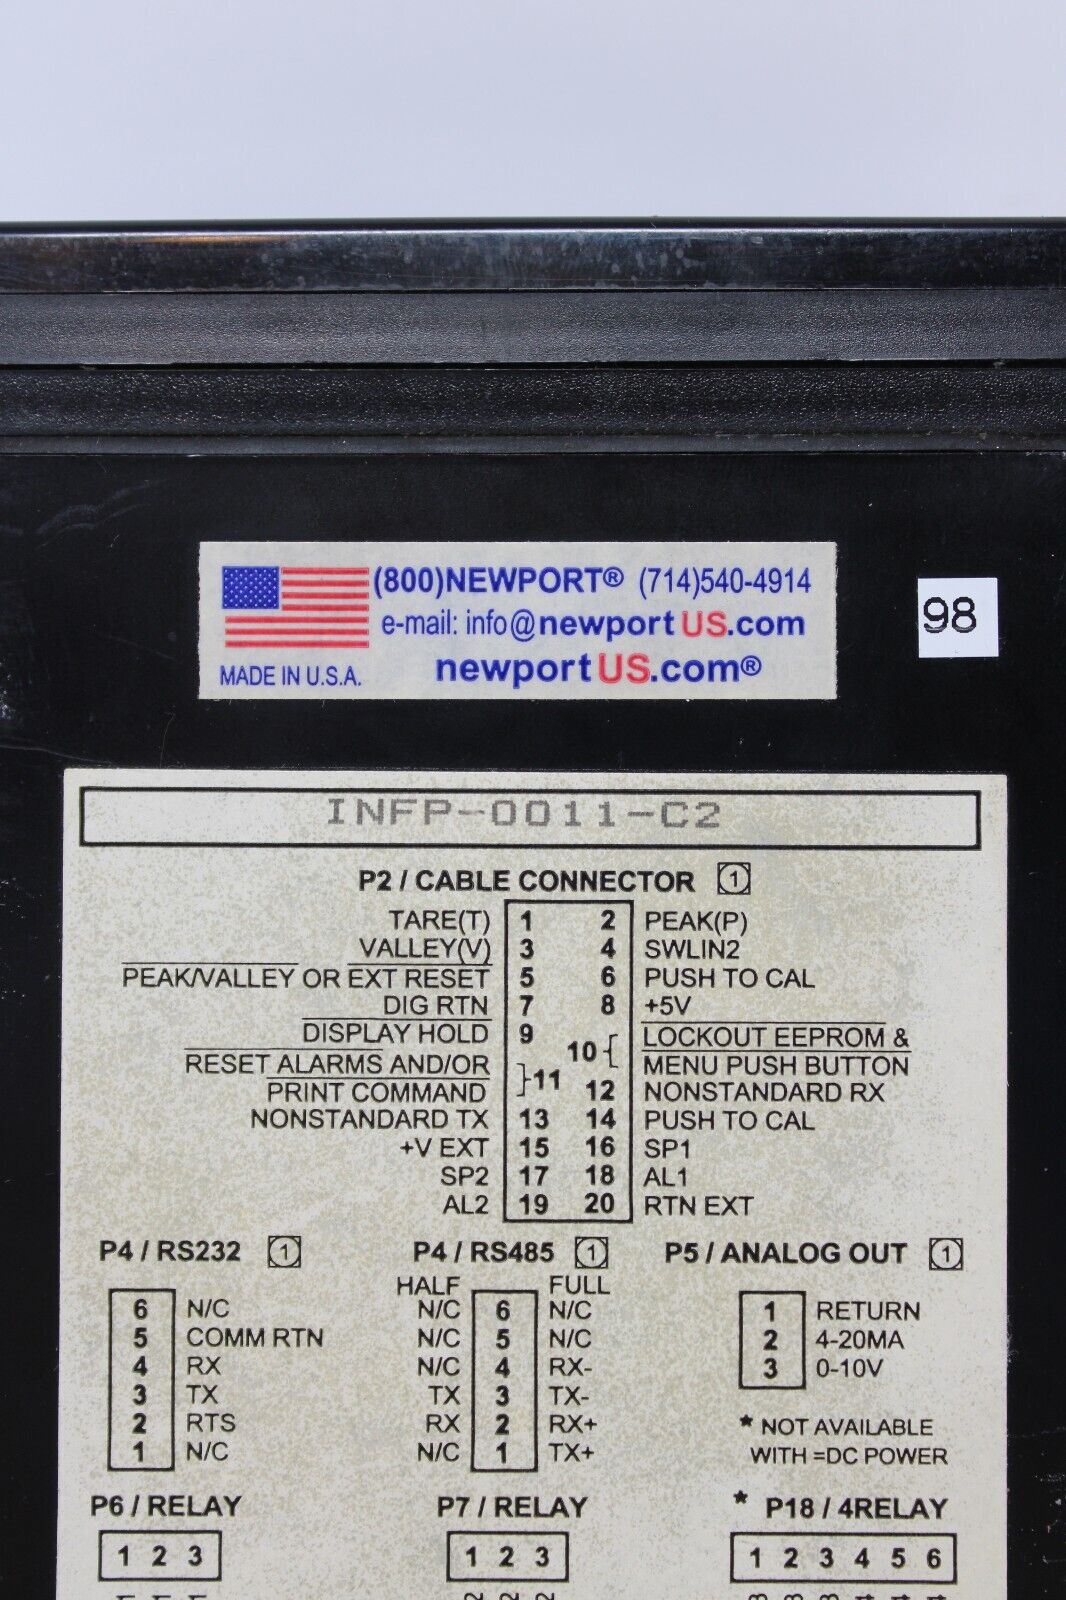 (800)NEWPORT® (714)540-4914
e-mail: info@newportUS.com
MADE IN U.S.A. newportUS.com®
98
INFP-0011-C2
P2 / CABLE CONNECTOR 1
TARE(T) 1 2 PEAK(P)
VALLEY(V) 3 4 SWLIN2
PEAK/VALLEY OR EXT RESET 5 6 PUSH TO CAL
DIG RTN 7 8 +5V
DISPLAY HOLD 9 10 { LOCKOUT EEPROM &
MENU PUSH BUTTON
RESET ALARMS AND/OR
PRINT COMMAND } 11 12 NONSTANDARD RX
NONSTANDARD TX 13 14 PUSH TO CAL
+V EXT 15 16 SP1
SP2 17 18 AL1
AL2 19 20 RTN EXT
P4 / RS232 1
6 N/C
5 COMM RTN
4 RX
3 TX
2 RTS
1 N/C
P4 / RS485 1
HALF FULL
N/C 6 N/C
N/C 5 N/C
N/C 4 RX-
TX 3 TX-
RX 2 RX+
N/C 1 TX+
P5 / ANALOG OUT 1
1 RETURN
2 4-20MA
3 0-10V
* NOT AVAILABLE
WITH =DC POWER
P6 / RELAY
1 2 3
P7 / RELAY
1 2 3
* P18 / 4RELAY
1 2 3 4 5 6